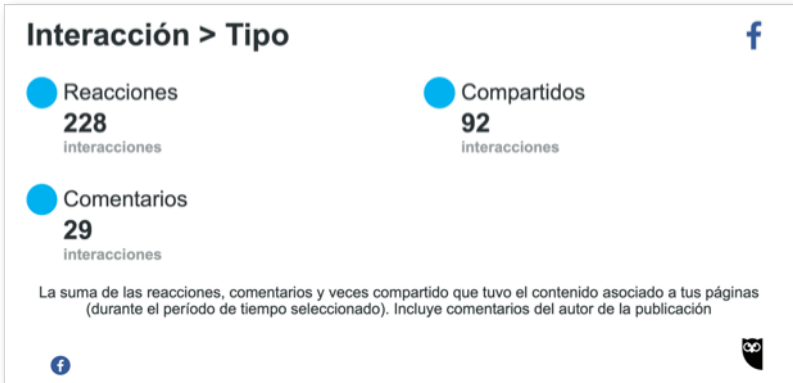 Interacción > Tipo
Reacciones
228
interacciones
Compartidos
92
interacciones
Comentarios
29
interacciones
La suma de las reacciones, comentarios y veces compartido que tuvo el contenido asociado a tus páginas
(durante el período de tiempo seleccionado). Incluye comentarios del autor de la publicación